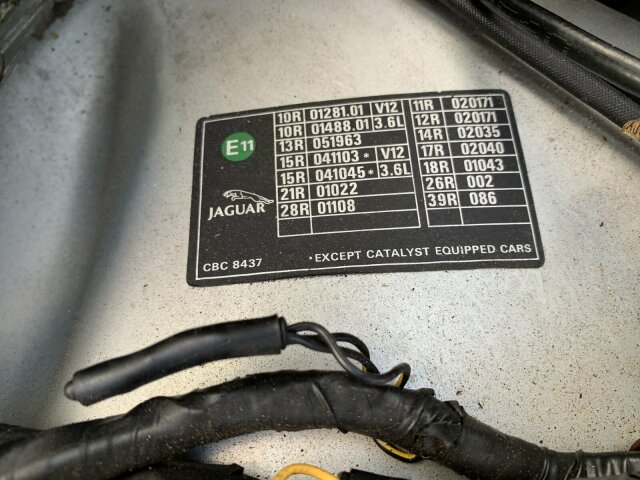 10R 01281.01 V12 11R 020171
10R 01488.01 3.6L 12R 020171
13R 051963 14R 02035
15R 041103 * V12 17R 02040
15R 041045 * 3.6L 18R 01043
21R 01022 26R 002
28R 01108 39R 086
E11
JAGUAR
CBC 8437
*EXCEPT CATALYST EQUIPPED CARS